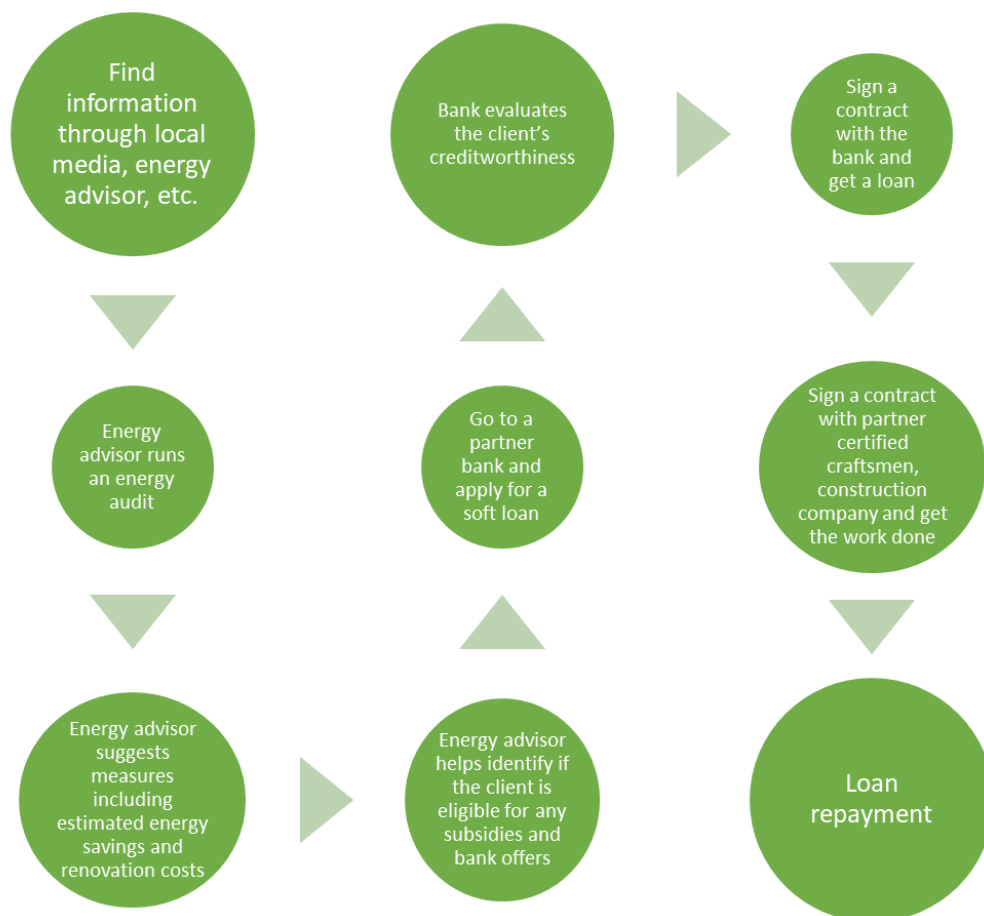 Find
information
through local
media, energy
advisor, etc.
Energy
advisor runs
an energy
audit
Energy advisor
suggests
measures
including
estimated energy
savings and
renovation costs
Energy advisor
helps identify if
the client is
eligible for any
subsidies and
bank offers
Go to a
partner
bank and
apply for a
soft loan
Bank evaluates
the client’s
creditworthiness
Sign a
contract
with the
bank and
get a loan
Sign a contract
with partner
certified
craftsmen,
construction
company and get
the work done
Loan
repayment